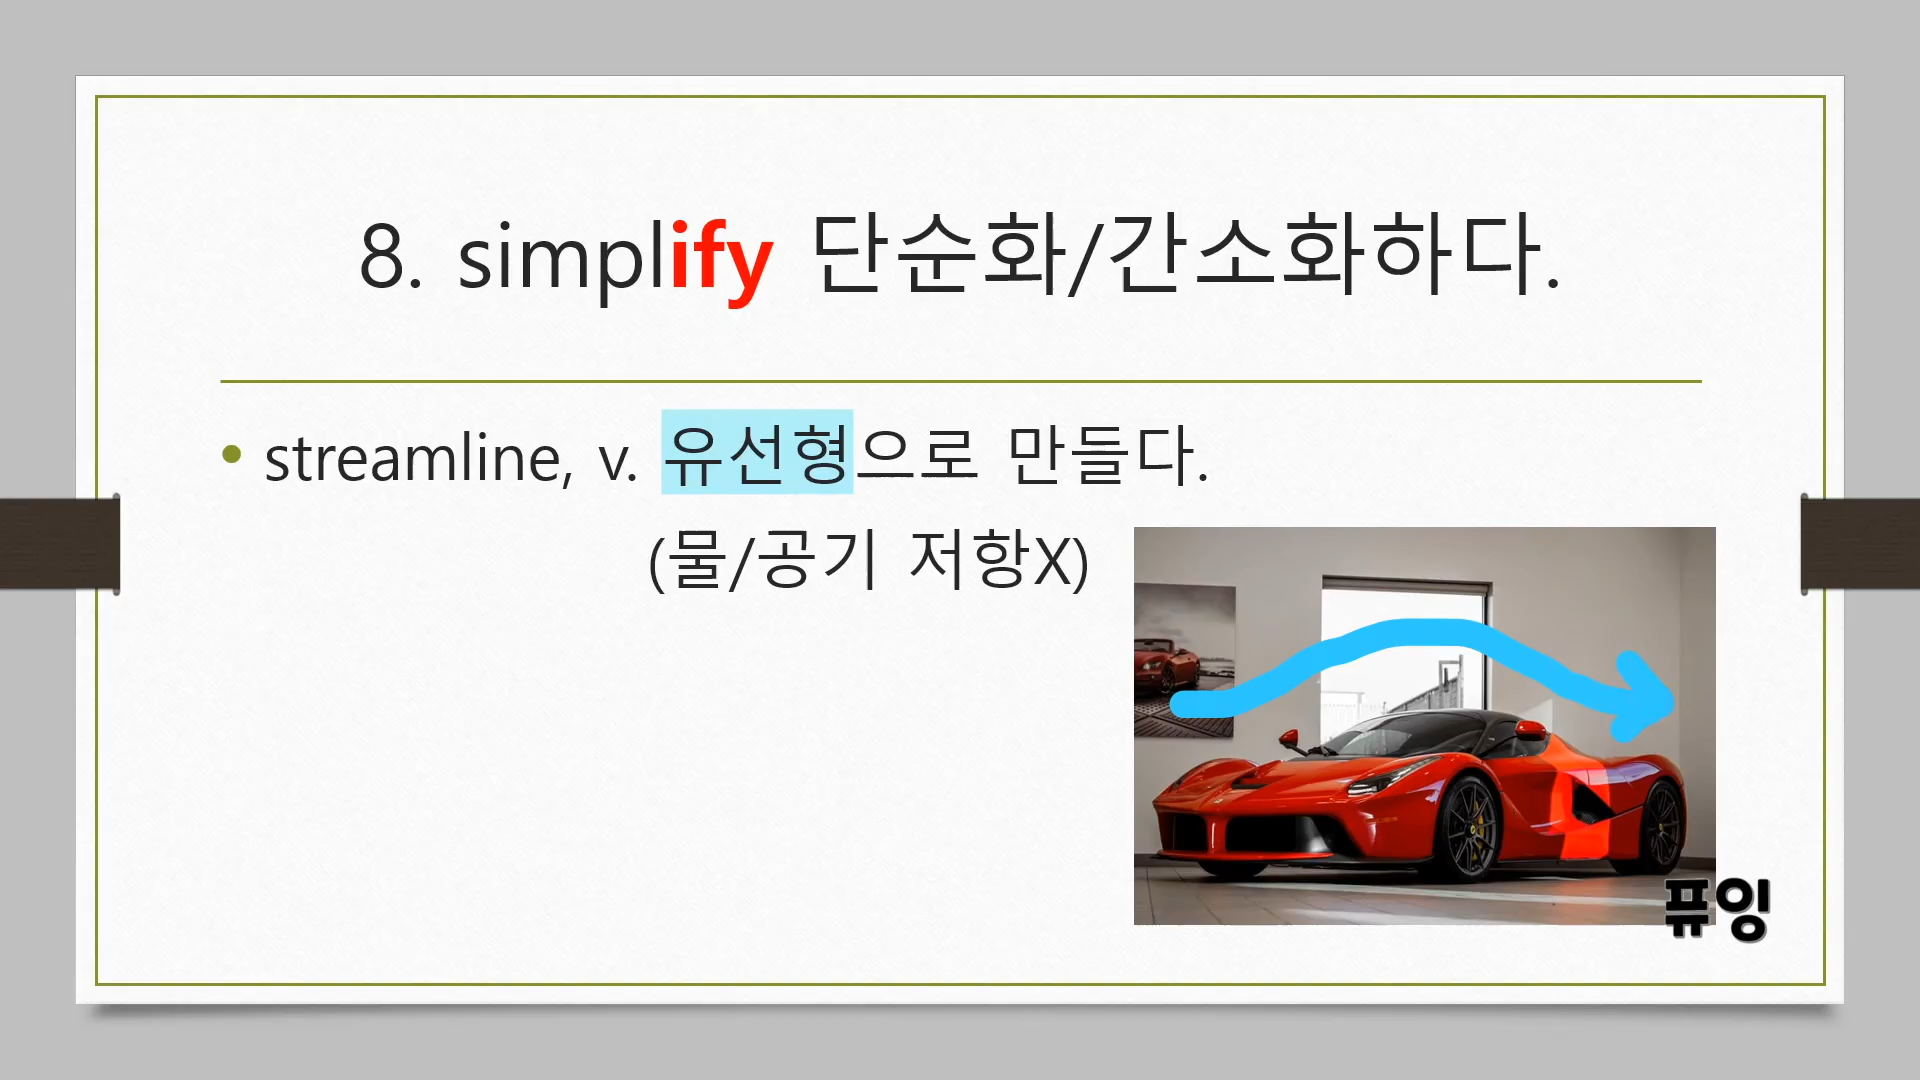 8. simplify 단순화/간소화하다.
• streamline, v. 유선형으로 만들다.
(물/공기 저항X)
퓨잉